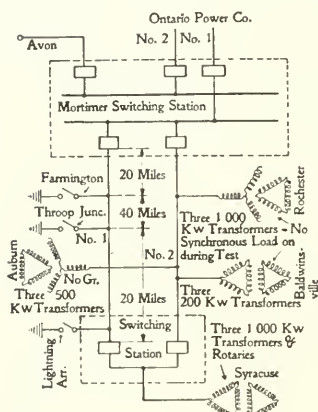 Ontario Power Co.
No. 2
No. 1
Avon
Mortimer Switching Station
Farmington
20 Miles
Throop Junc.
40 Miles
No. 1
Rochester
Three 1 000
Kw Transformers - No
Synchronous Load on
during Test
Auburn
No Gr.
No. 2
Three 500
Kw Transformers
Baldwins-
ville
Three
200 Kw Transformers
20 Miles
Switching
Station
Lightning
Arr.
Three 1 000 Kw
Transformers &
Rotaries
Syracuse